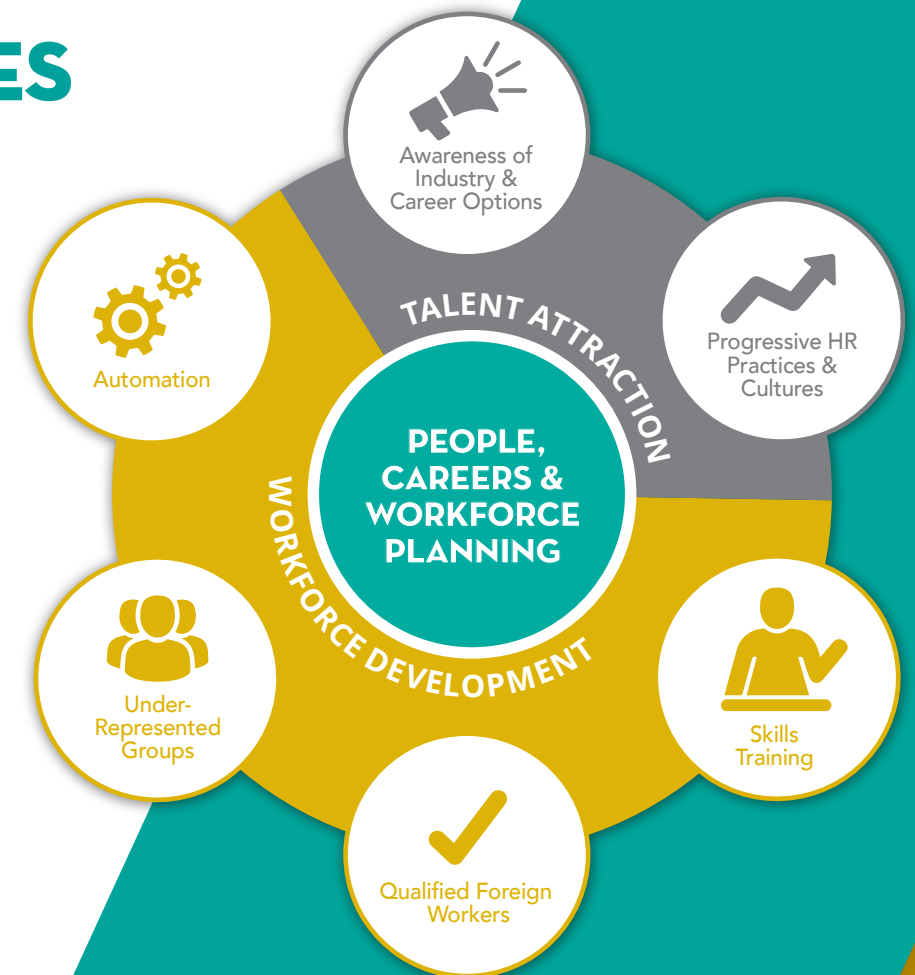 ES
Awareness of
Industry &
Career Options
Progressive HR
Practices &
Cultures
Automation
TALENT ATTRACTION
PEOPLE,
CAREERS &
WORKFORCE
PLANNING
WORKFORCE DEVELOPMENT
Under-
Represented
Groups
Skills
Training
Qualified Foreign
Workers